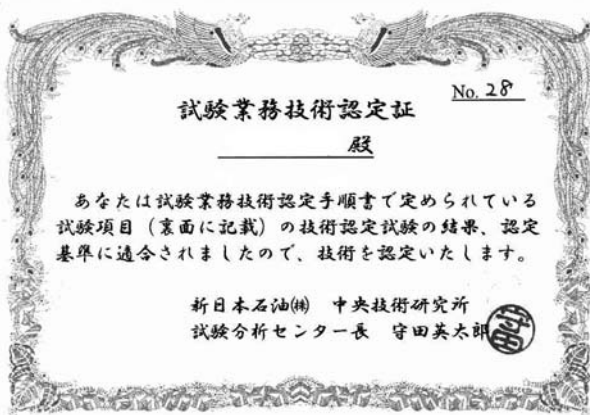 No. 28
試験業務技術認定証
殿
あなたは試験業務技術認定手順書で定められている
試験項目（裏面に記載）の技術認定試験の結果、認定
基準に適合されましたので、技術を認定いたします。
新日本石油㈱　中央技術研究所
試験分析センター長　守田英太郎
守田